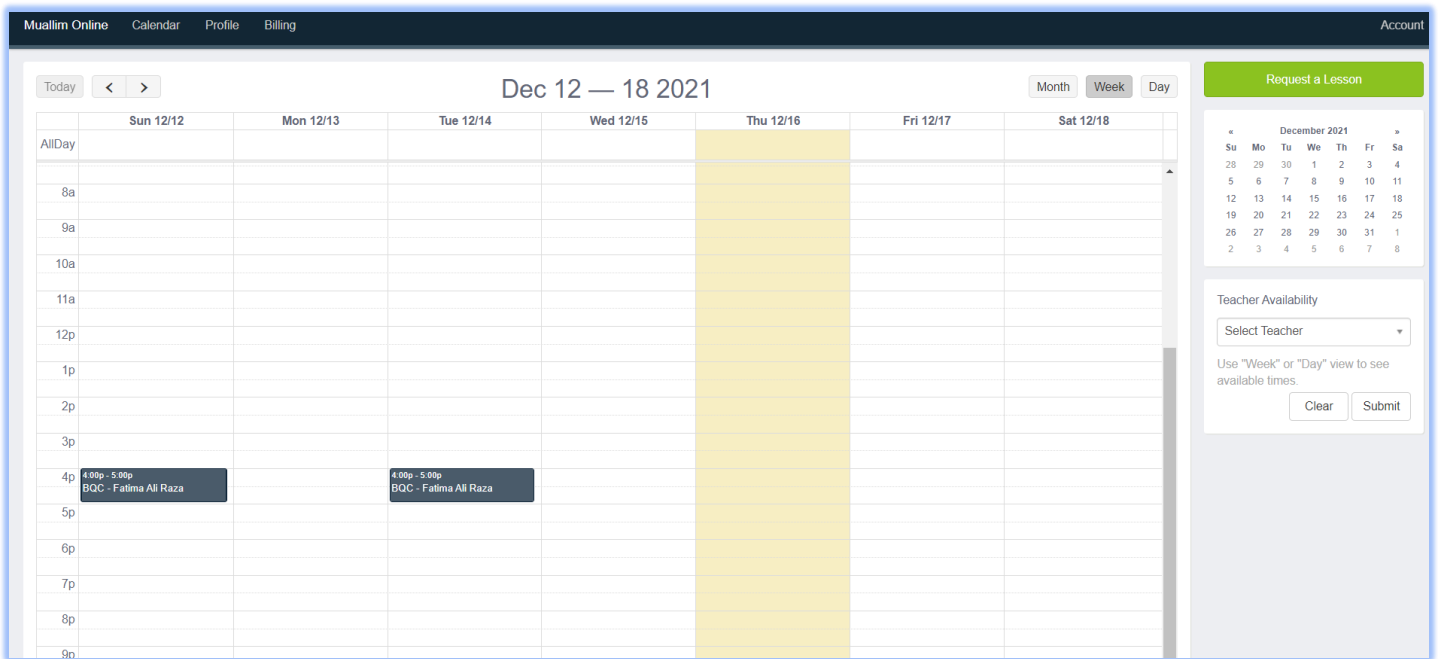 Muallim Online Calendar Profile Billing Account
Today Dec 12 — 18 2021 Month Week Day
Sun 12/12 Mon 12/13 Tue 12/14 Wed 12/15 Thu 12/16 Fri 12/17 Sat 12/18
AllDay
8a
9a
10a
11a
12p
1p
2p
3p
4p
5p
6p
7p
8p
9p
4:00p - 5:00p
BQC - Fatima Ali Raza
4:00p - 5:00p
BQC - Fatima Ali Raza
Request a Lesson
« December 2021 »
Su Mo Tu We Th Fr Sa
28 29 30 1 2 3 4
5 6 7 8 9 10 11
12 13 14 15 16 17 18
19 20 21 22 23 24 25
26 27 28 29 30 31 1
2 3 4 5 6 7 8
Teacher Availability
Select Teacher
Use "Week" or "Day" view to see
available times.
Clear Submit